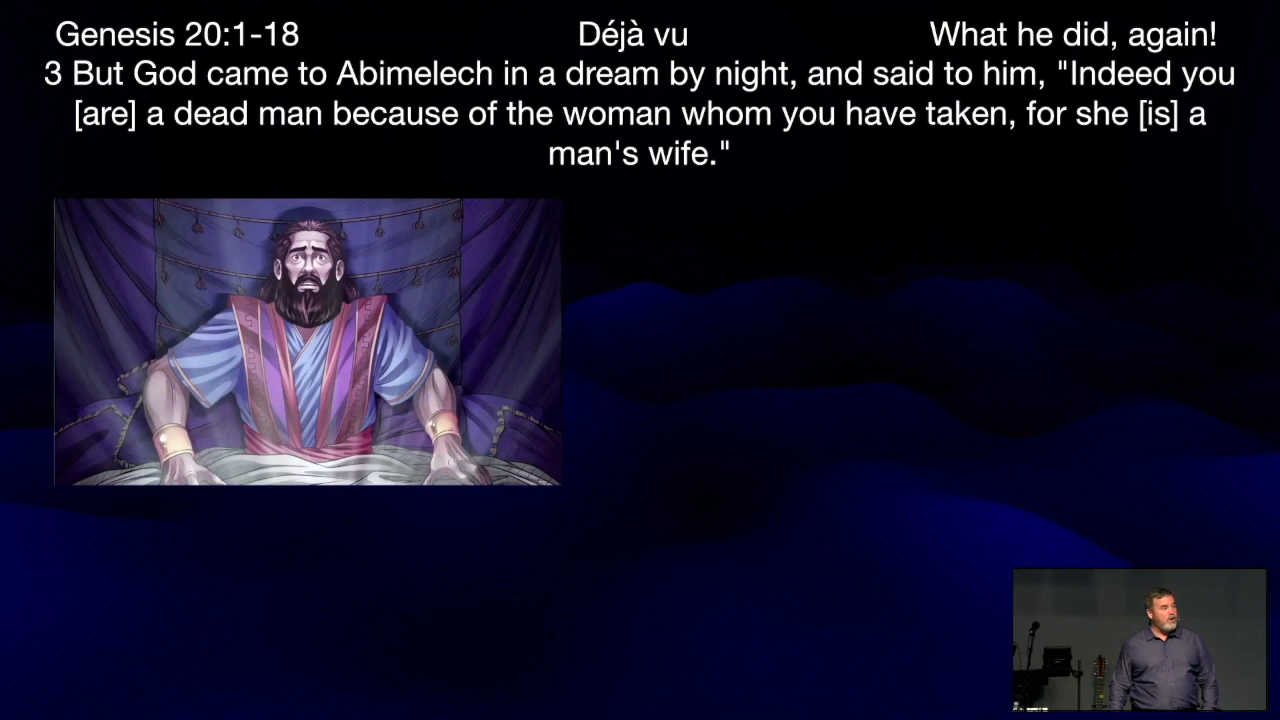 Genesis 20:1-18 Déjà vu What he did, again!
3 But God came to Abimelech in a dream by night, and said to him, "Indeed you
[are] a dead man because of the woman whom you have taken, for she [is] a
man's wife."